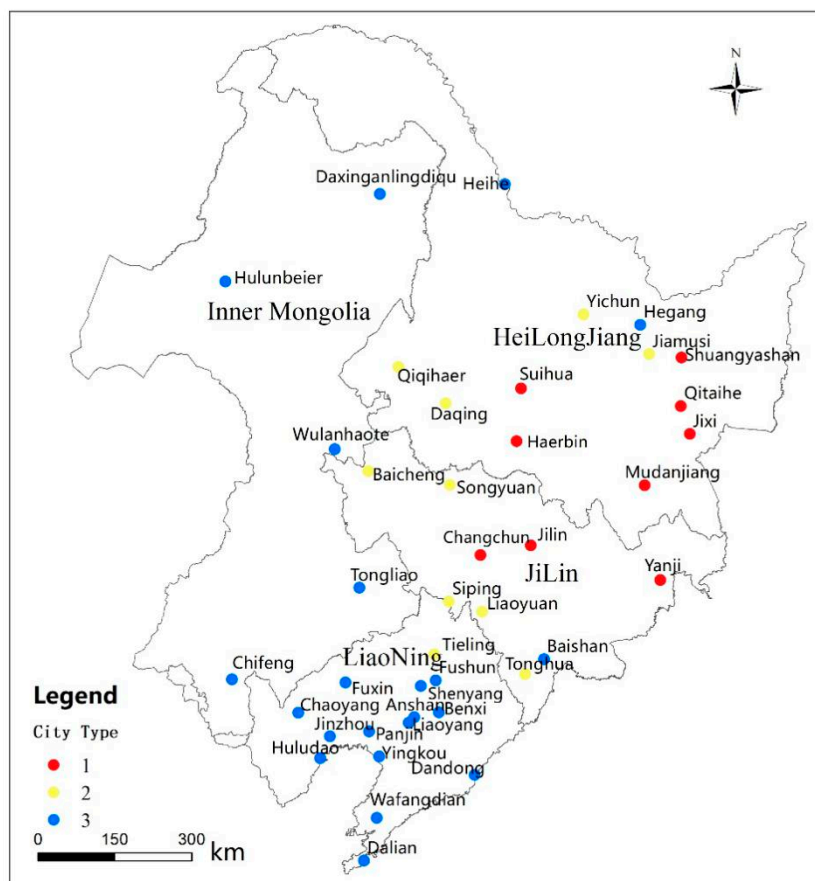 N
Daxinganlingdiqu
Heihe
Hulunbeier
Inner Mongolia
Yichun
Hegang
HeiLongJiang
Jiamusi
Shuangyashan
Qiqihaer
Suihua
Daqing
Qitaihe
Jixi
Wulanhaote
Haerbin
Baicheng
Songyuan
Mudanjiang
Changchun
Jilin
JiLin
Yanji
Tongliao
Siping
Liaoyuan
Tieling
LiaoNing
Baishan
Tonghua
Chifeng
Fushun
Fuxin
Shenyang
Chaoyang
Anshan
Benxi
Jinzhou
Liaoyang
Panjin
Huludao
Yingkou
Dandong
Wafangdian
Dalian
Legend
City Type
1
2
3
0 150 300
km